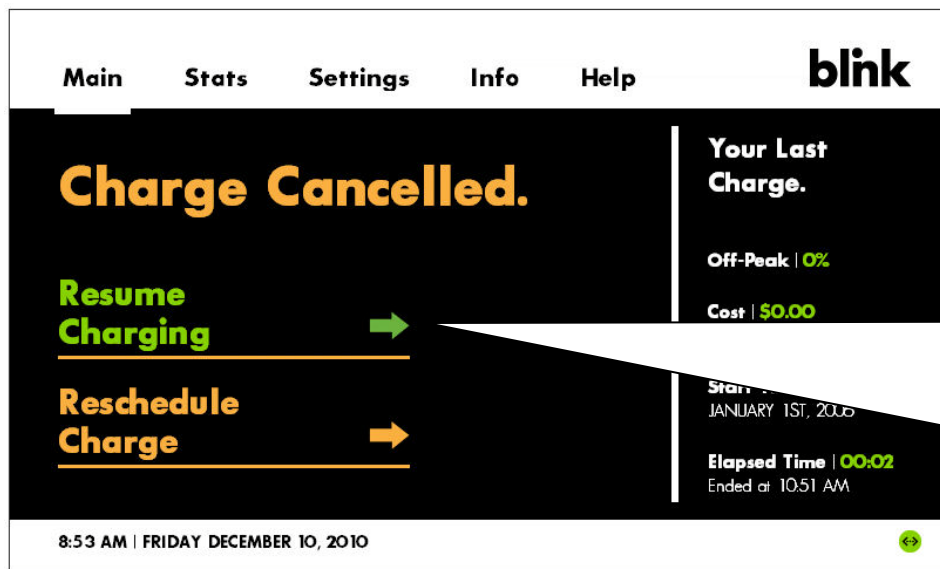 Main Stats Settings Info Help blink
Charge Cancelled.
Resume
Charging
Reschedule
Charge
Your Last
Charge.
Off-Peak | 0%
Cost | $0.00
Start
JANUARY 1ST,
Elapsed Time | 00:02
Ended at 10:51 AM
8:53 AM | FRIDAY DECEMBER 10, 2010